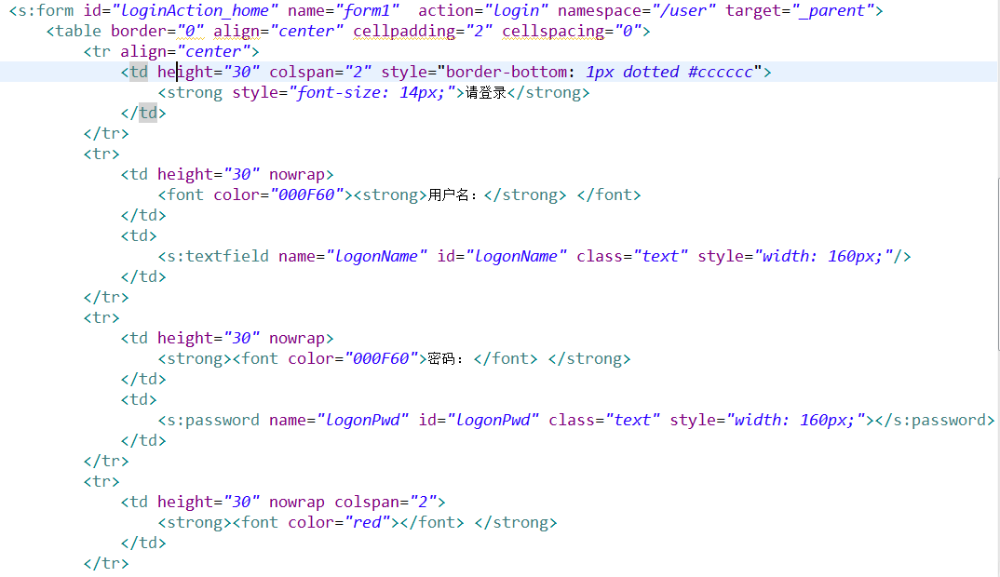 <s:form id="loginAction_home" name="form1"  action="login" namespace="/user" target="_parent">
    <table border="0" align="center" cellpadding="2" cellspacing="0">
        <tr align="center">
            <td height="30" colspan="2" style="border-bottom: 1px dotted #cccccc">
                <strong style="font-size: 14px;">请登录</strong>
            </td>
        </tr>
        <tr>
            <td height="30" nowrap>
                <font color="000F60"><strong>用户名：</strong> </font>
            </td>
            <td>
                <s:textfield name="logonName" id="logonName" class="text" style="width: 160px;"/>
            </td>
        </tr>
        <tr>
            <td height="30" nowrap>
                <strong><font color="000F60">密码：</font> </strong>
            </td>
            <td>
                <s:password name="logonPwd" id="logonPwd" class="text" style="width: 160px;"></s:password>
            </td>
        </tr>
        <tr>
            <td height="30" nowrap colspan="2">
                <strong><font color="red"></font> </strong>
            </td>
        </tr>